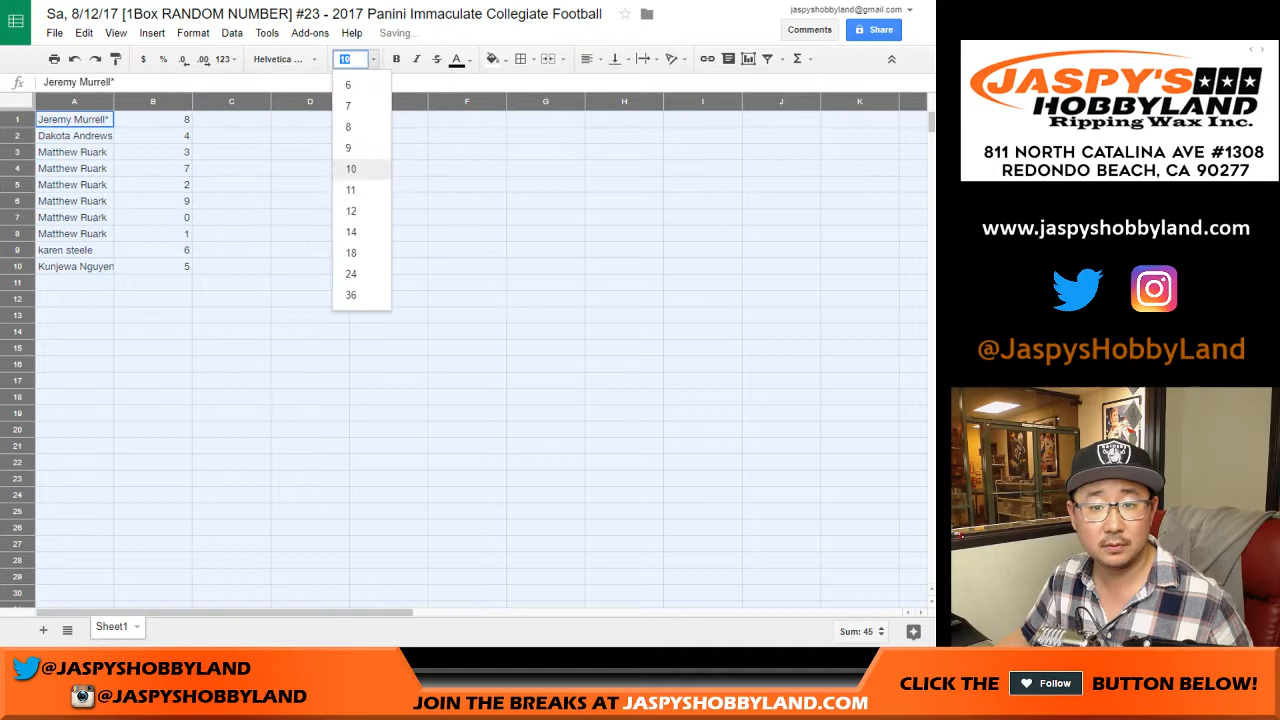 Sa, 8/12/17 [1Box RANDOM NUMBER] #23 - 2017 Panini Immaculate Collegiate Football
jaspyshobbyland@gmail.com
File Edit View Insert Format Data Tools Add-ons Help Saving...
Comments Share
$ % .0 .00 123 Helvetica ... 10 B I S A Σ
fx Jeremy Murrell*
A B C D F G H I J K
1 Jeremy Murrell* 8
2 Dakota Andrews 4
3 Matthew Ruark 3
4 Matthew Ruark 7
5 Matthew Ruark 2
6 Matthew Ruark 9
7 Matthew Ruark 0
8 Matthew Ruark 1
9 karen steele 6
10 Kunjewa Nguyen 5
11
12
13
14
15
16
17
18
19
20
21
22
23
24
25
26
27
28
29
30
6
7
8
9
10
11
12
14
18
24
36
Sheet1
Sum: 45
JASPY'S
HOBBYLAND
Ripping Wax Inc.
811 NORTH CATALINA AVE #1308
REDONDO BEACH, CA 90277
www.jaspyshobbyland.com
@JaspysHobbyLand
RAIDERS
@JASPYSHOBBYLAND
@JASPYSHOBBYLAND
JOIN THE BREAKS AT JASPYSHOBBYLAND.COM
CLICK THE Follow BUTTON BELOW!